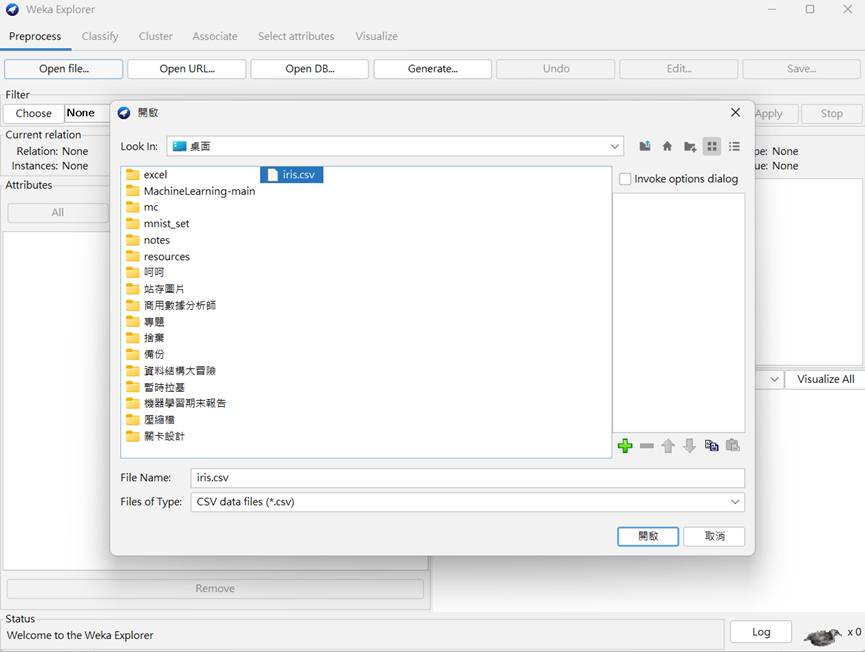 Weka Explorer
Preprocess Classify Cluster Associate Select attributes Visualize
Open file... Open URL... Open DB... Generate... Undo Edit... Save...
Filter
Choose None Apply Stop
開啟
Current relation
Relation: None
Instances: None
pe: None
ue: None
Attributes
All
Look In: 桌面
excel
MachineLearning-main
mc
mnist_set
notes
resources
呵呵
站存圖片
商用數據分析師
專題
捨棄
備份
資料結構大冒險
暫時垃基
機器學習期末報告
壓縮檔
關卡設計
iris.csv
Invoke options dialog
File Name: iris.csv
Files of Type: CSV data files (*.csv)
開啟 取消
Visualize All
Remove
Status
Welcome to the Weka Explorer
Log x 0